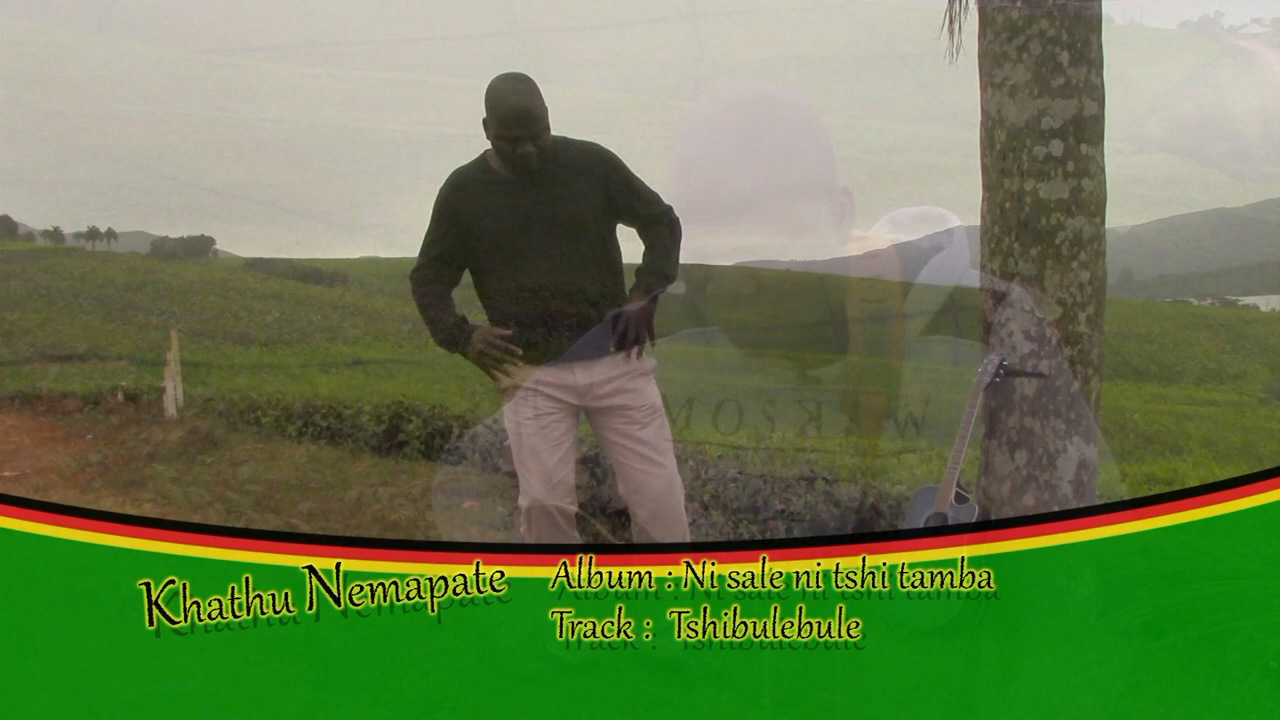 Khathu Nemapate
Album : Ni sale ni tshi tamba
Track : Tshibulebule